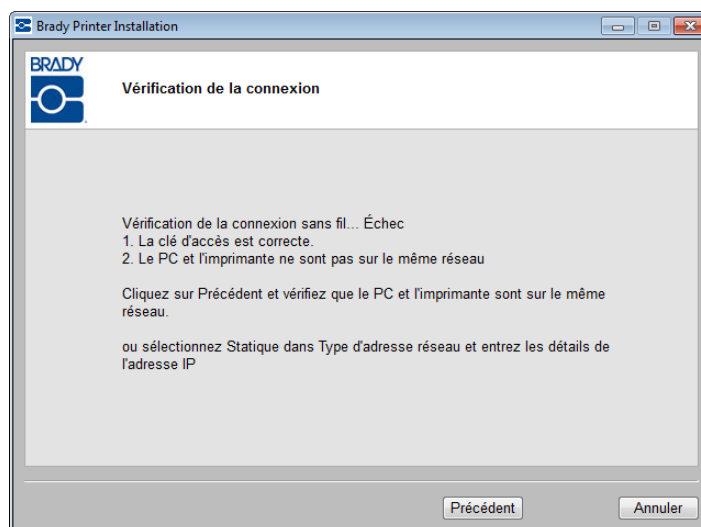 Brady Printer Installation
BRADY
Vérification de la connexion
Vérification de la connexion sans fil... Échec
1. La clé d'accès est correcte.
2. Le PC et l'imprimante ne sont pas sur le même réseau
Cliquez sur Précédent et vérifiez que le PC et l'imprimante sont sur le même
réseau.
ou sélectionnez Statique dans Type d'adresse réseau et entrez les détails de
l'adresse IP
Précédent
Annuler